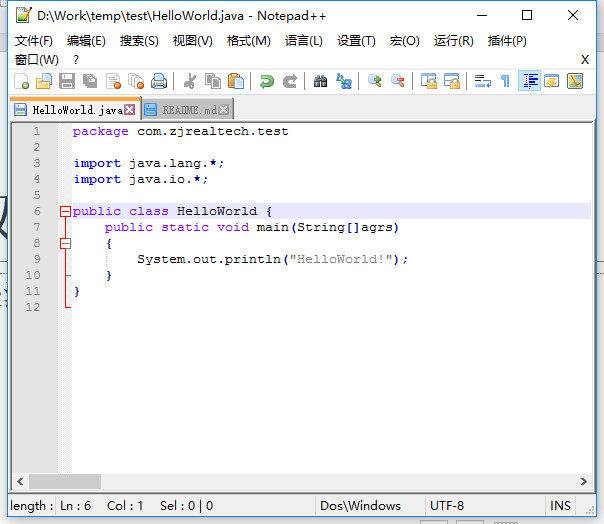 D:\Work\temp\test\HelloWorld.java - Notepad++
文件(F) 编辑(E) 搜索(S) 视图(V) 格式(M) 语言(L) 设置(T) 宏(O) 运行(R) 插件(P)
窗口(W) ? X
HelloWorld.java README.md
1 package com.zjrealtech.test
2
3 import java.lang.*;
4 import java.io.*;
5
6 public class HelloWorld {
7 public static void main(String[]agrs)
8 {
9 System.out.println("HelloWorld!");
10 }
11 }
12
length : Ln : 6 Col : 1 Sel : 0 | 0 Dos\Windows UTF-8 INS